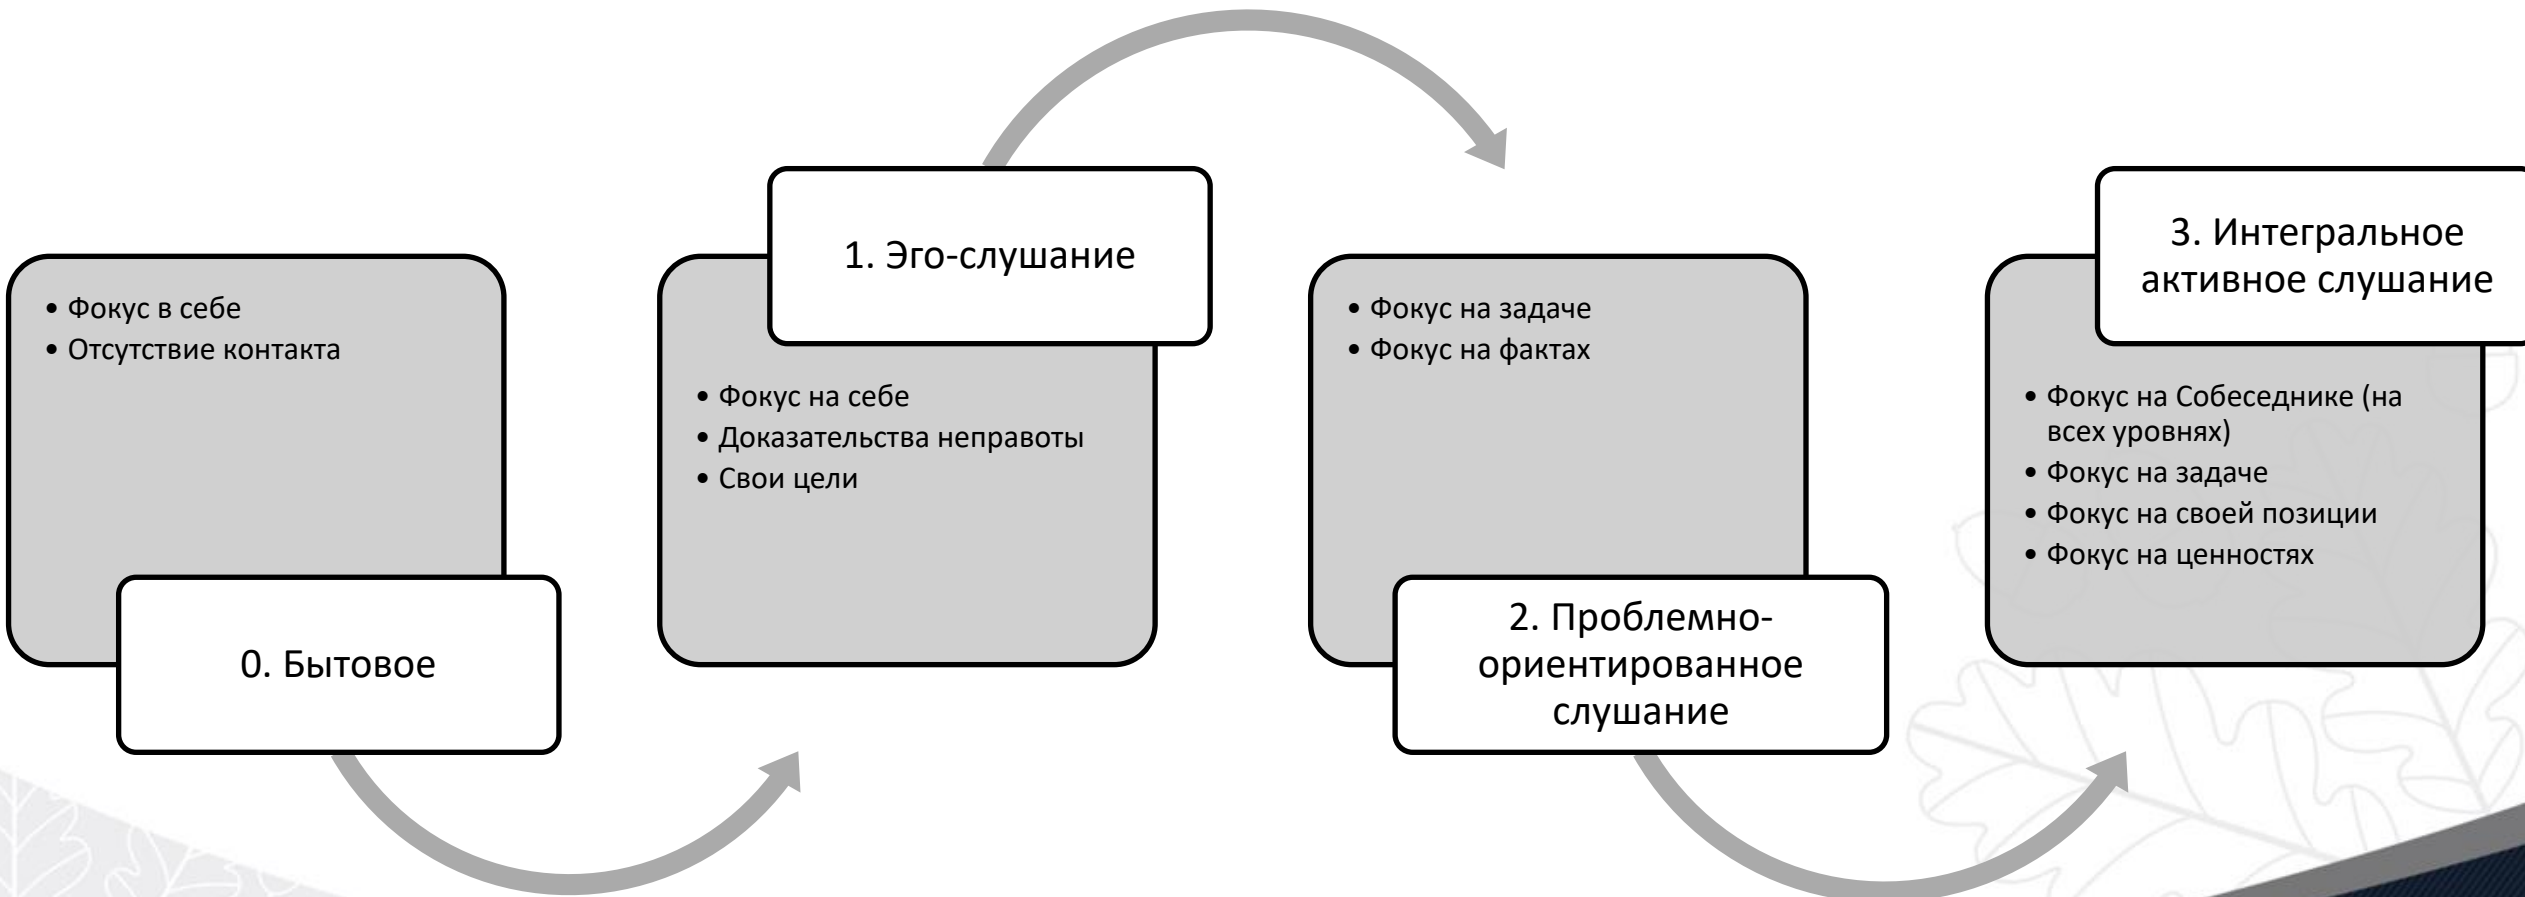 • Фокус в себе
• Отсутствие контакта
0. Бытовое
1. Эго-слушание
• Фокус на себе
• Доказательства неправоты
• Свои цели
• Фокус на задаче
• Фокус на фактах
2. Проблемно-
ориентированное
слушание
3. Интегральное
активное слушание
• Фокус на Собеседнике (на
всех уровнях)
• Фокус на задаче
• Фокус на своей позиции
• Фокус на ценностях